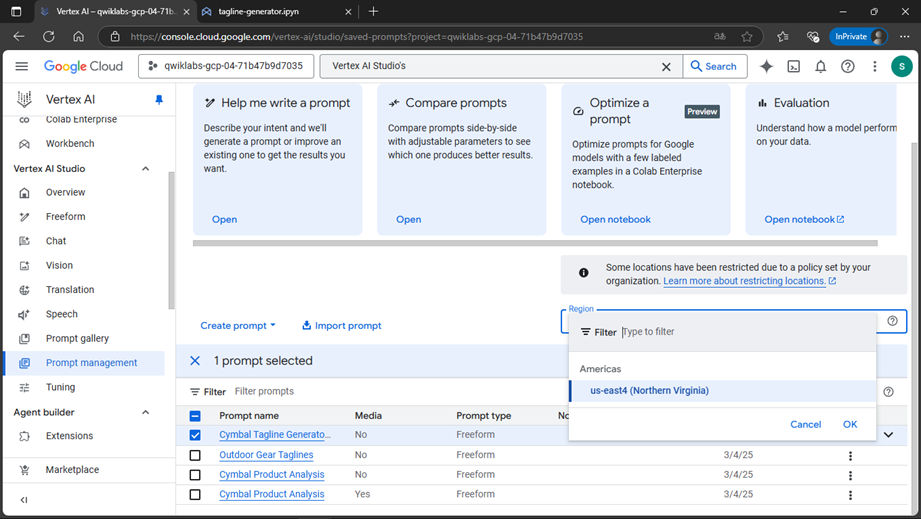 Vertex AI – qwiklabs-gcp-04-71b
tagline-generator.ipyn
https://console.cloud.google.com/vertex-ai/studio/saved-prompts?project=qwiklabs-gcp-04-71b47b9d7035
InPrivate
Google Cloud
qwiklabs-gcp-04-71b47b9d7035
Vertex AI Studio's
Search
S
Vertex AI
Colab Enterprise
Workbench
Vertex AI Studio
Overview
Freeform
Chat
Vision
Translation
Speech
Prompt gallery
Prompt management
Tuning
Agent builder
Extensions
Marketplace
Help me write a prompt
Describe your intent and we'll
generate a prompt or improve an
existing one to get the results you
want.
Open
Compare prompts
Compare prompts side-by-side
with adjustable parameters to see
which one produces better results.
Open
Optimize a
prompt
Preview
Optimize prompts for Google
models with a few labeled
examples in a Colab Enterprise
notebook.
Open notebook
Evaluation
Understand how a model perform
on your data.
Open notebook
Some locations have been restricted due to a policy set by your
organization. Learn more about restricting locations.
Create prompt
Import prompt
Region
Filter Type to filter
Americas
us-east4 (Northern Virginia)
Cancel OK
1 prompt selected
Filter Filter prompts
Prompt name Media Prompt type No
Cymbal Tagline Generato... No Freeform
Outdoor Gear Taglines No Freeform 3/4/25
Cymbal Product Analysis No Freeform 3/4/25
Cymbal Product Analysis Yes Freeform 3/4/25